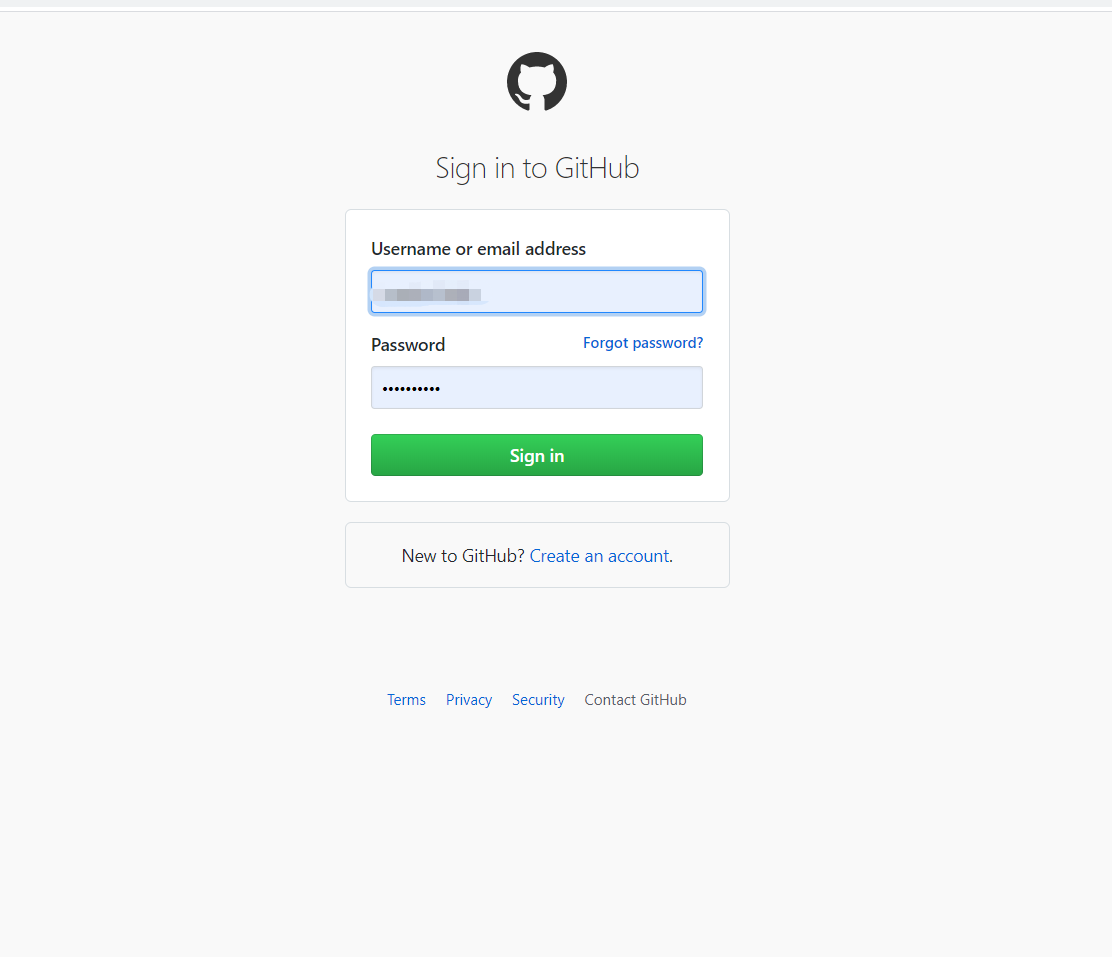 Sign in to GitHub
Username or email address
Password
Forgot password?
••••••••••
Sign in
New to GitHub? Create an account.
Terms Privacy Security Contact GitHub